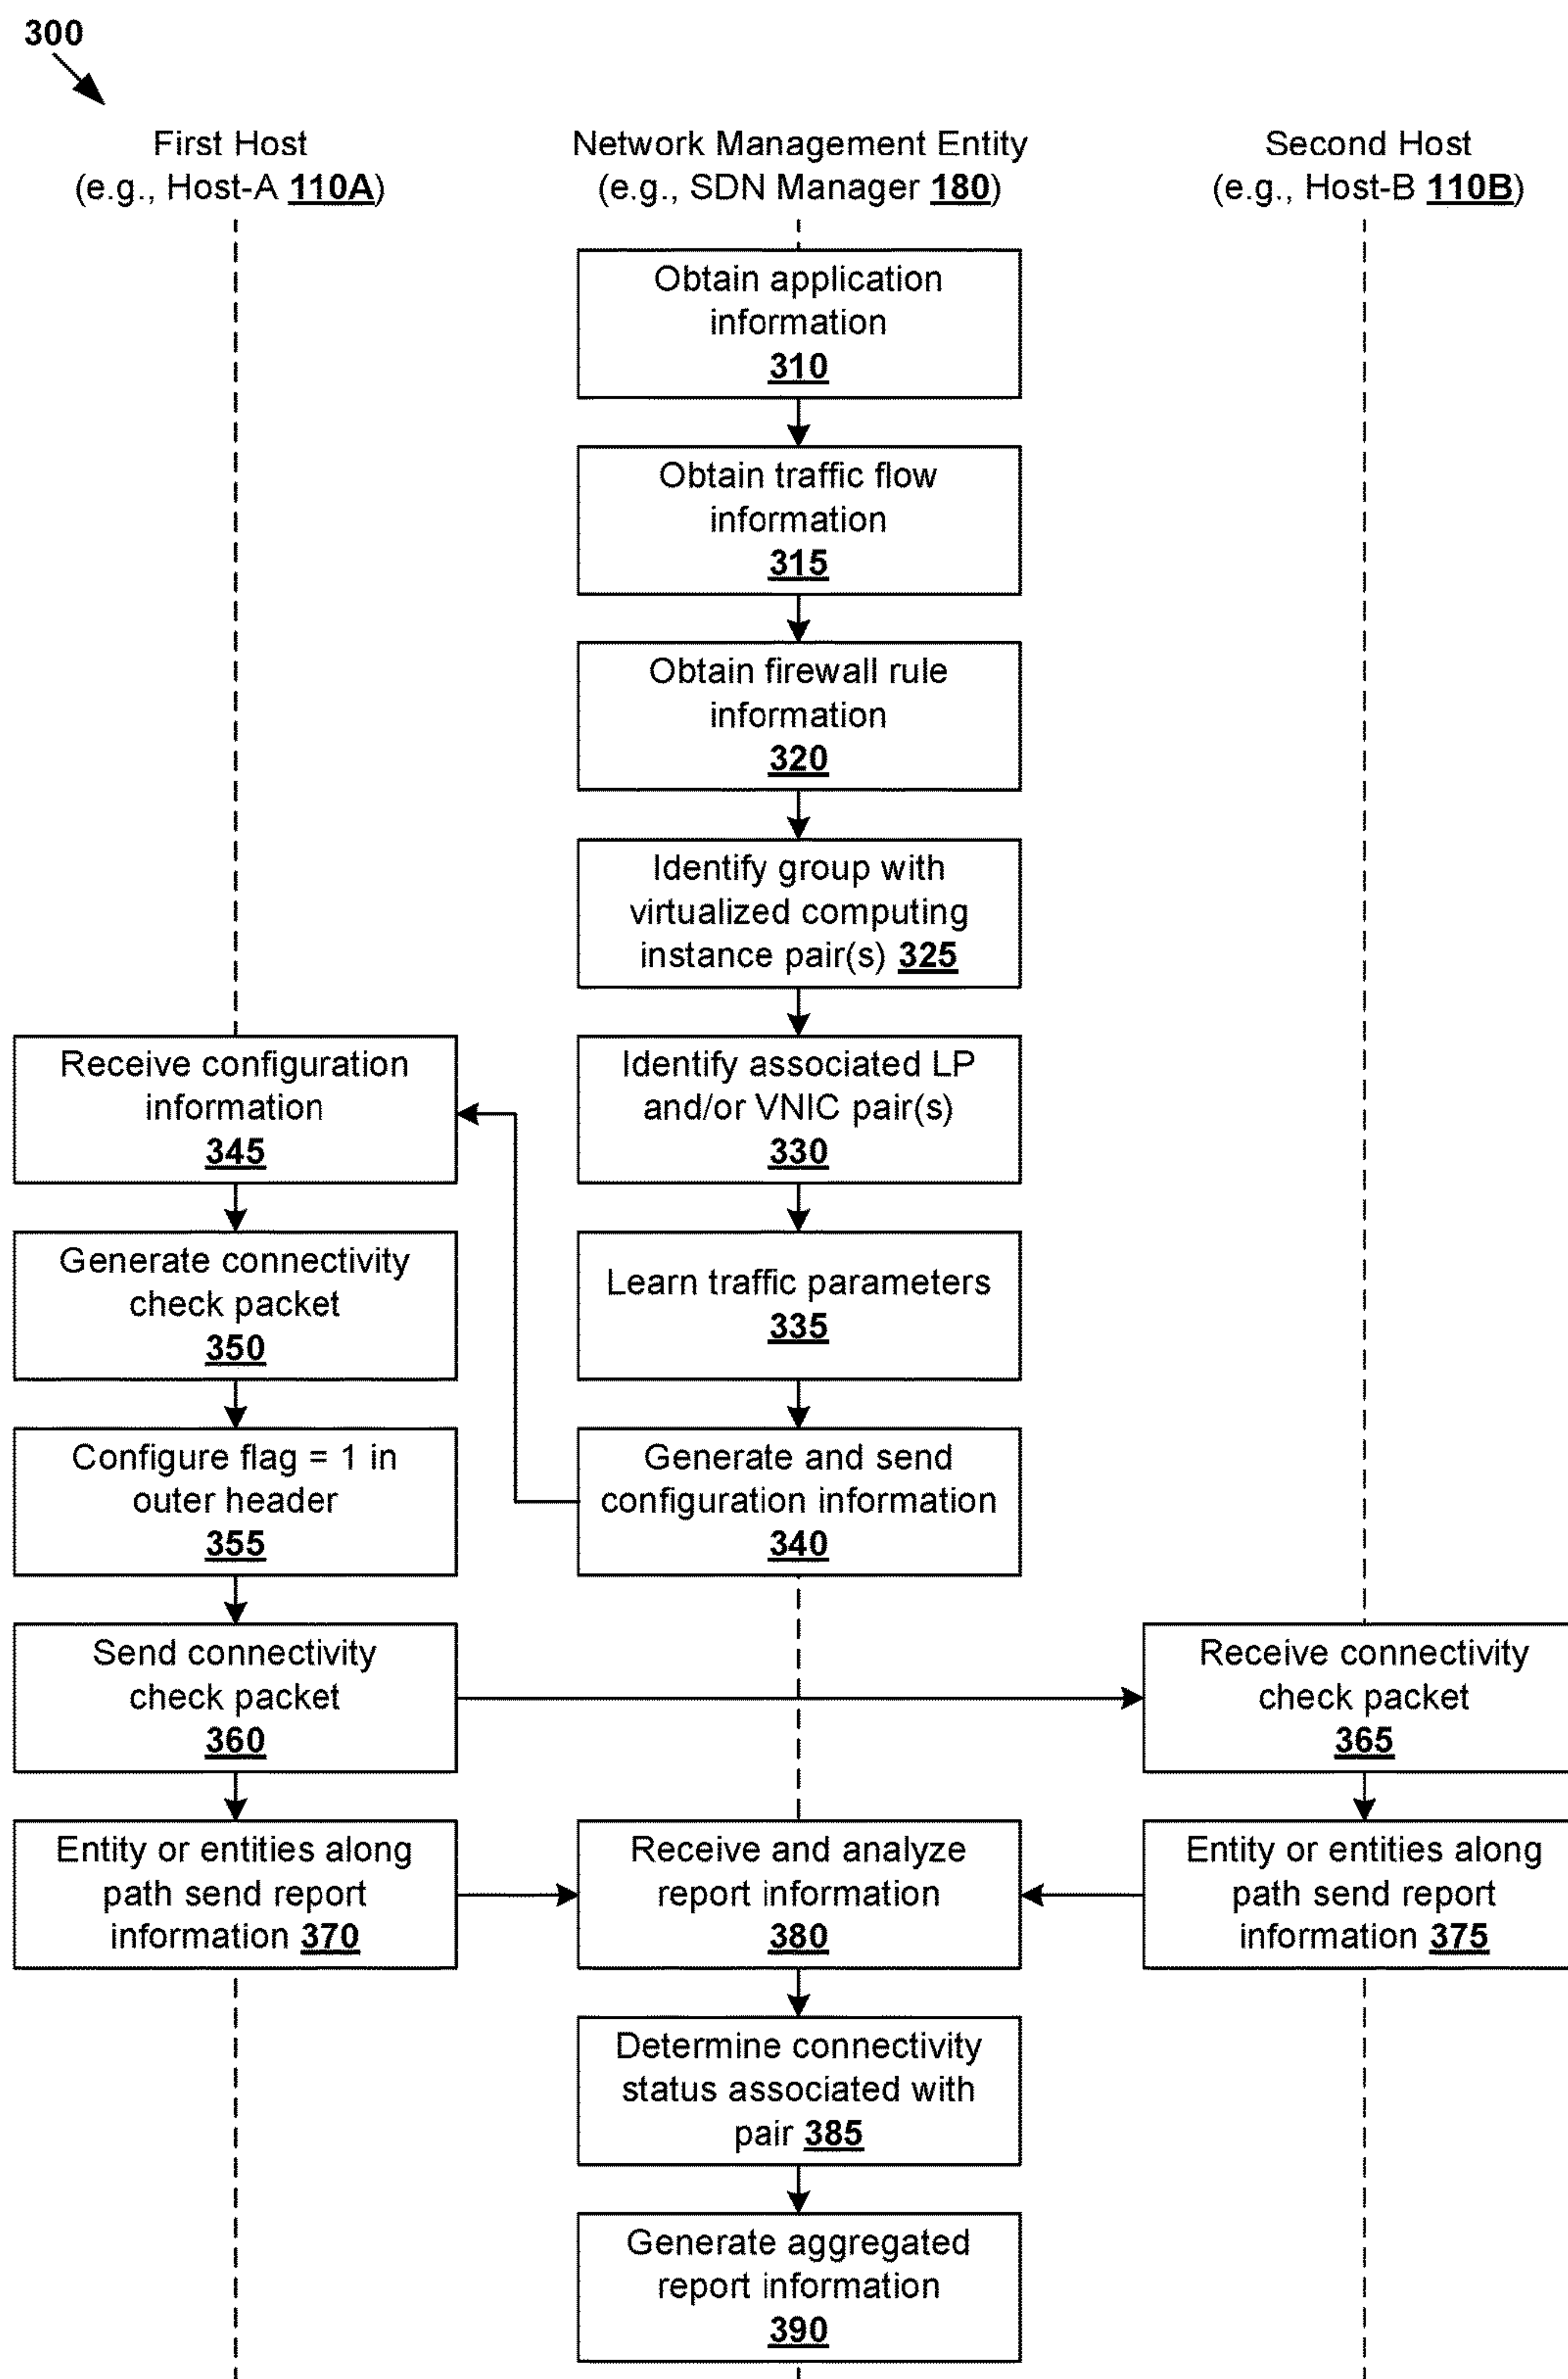 300
First Host
(e.g., Host-A 110A)
Network Management Entity
(e.g., SDN Manager 180)
Second Host
(e.g., Host-B 110B)
Obtain application
information
310
Obtain traffic flow
information
315
Obtain firewall rule
information
320
Identify group with
virtualized computing
instance pair(s) 325
Identify associated LP
and/or VNIC pair(s)
330
Learn traffic parameters
335
Generate and send
configuration information
340
Receive configuration
information
345
Generate connectivity
check packet
350
Configure flag = 1 in
outer header
355
Send connectivity
check packet
360
Receive connectivity
check packet
365
Entity or entities along
path send report
information 370
Entity or entities along
path send report
information 375
Receive and analyze
report information
380
Determine connectivity
status associated with
pair 385
Generate aggregated
report information
390